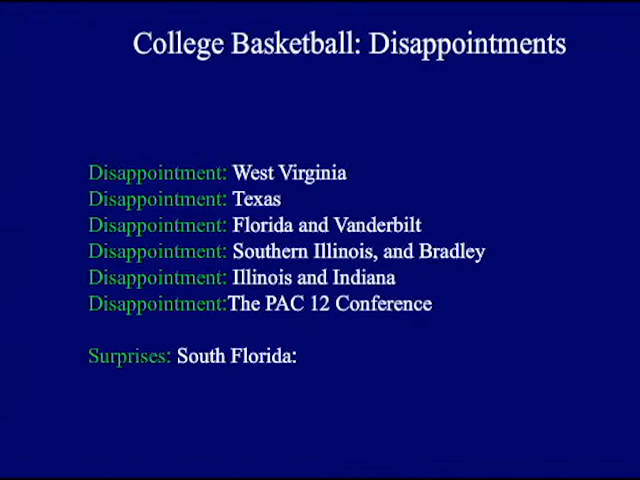 College Basketball: Disappointments
Disappointment: West Virginia
Disappointment: Texas
Disappointment: Florida and Vanderbilt
Disappointment: Southern Illinois, and Bradley
Disappointment: Illinois and Indiana
Disappointment:The PAC 12 Conference
Surprises: South Florida: